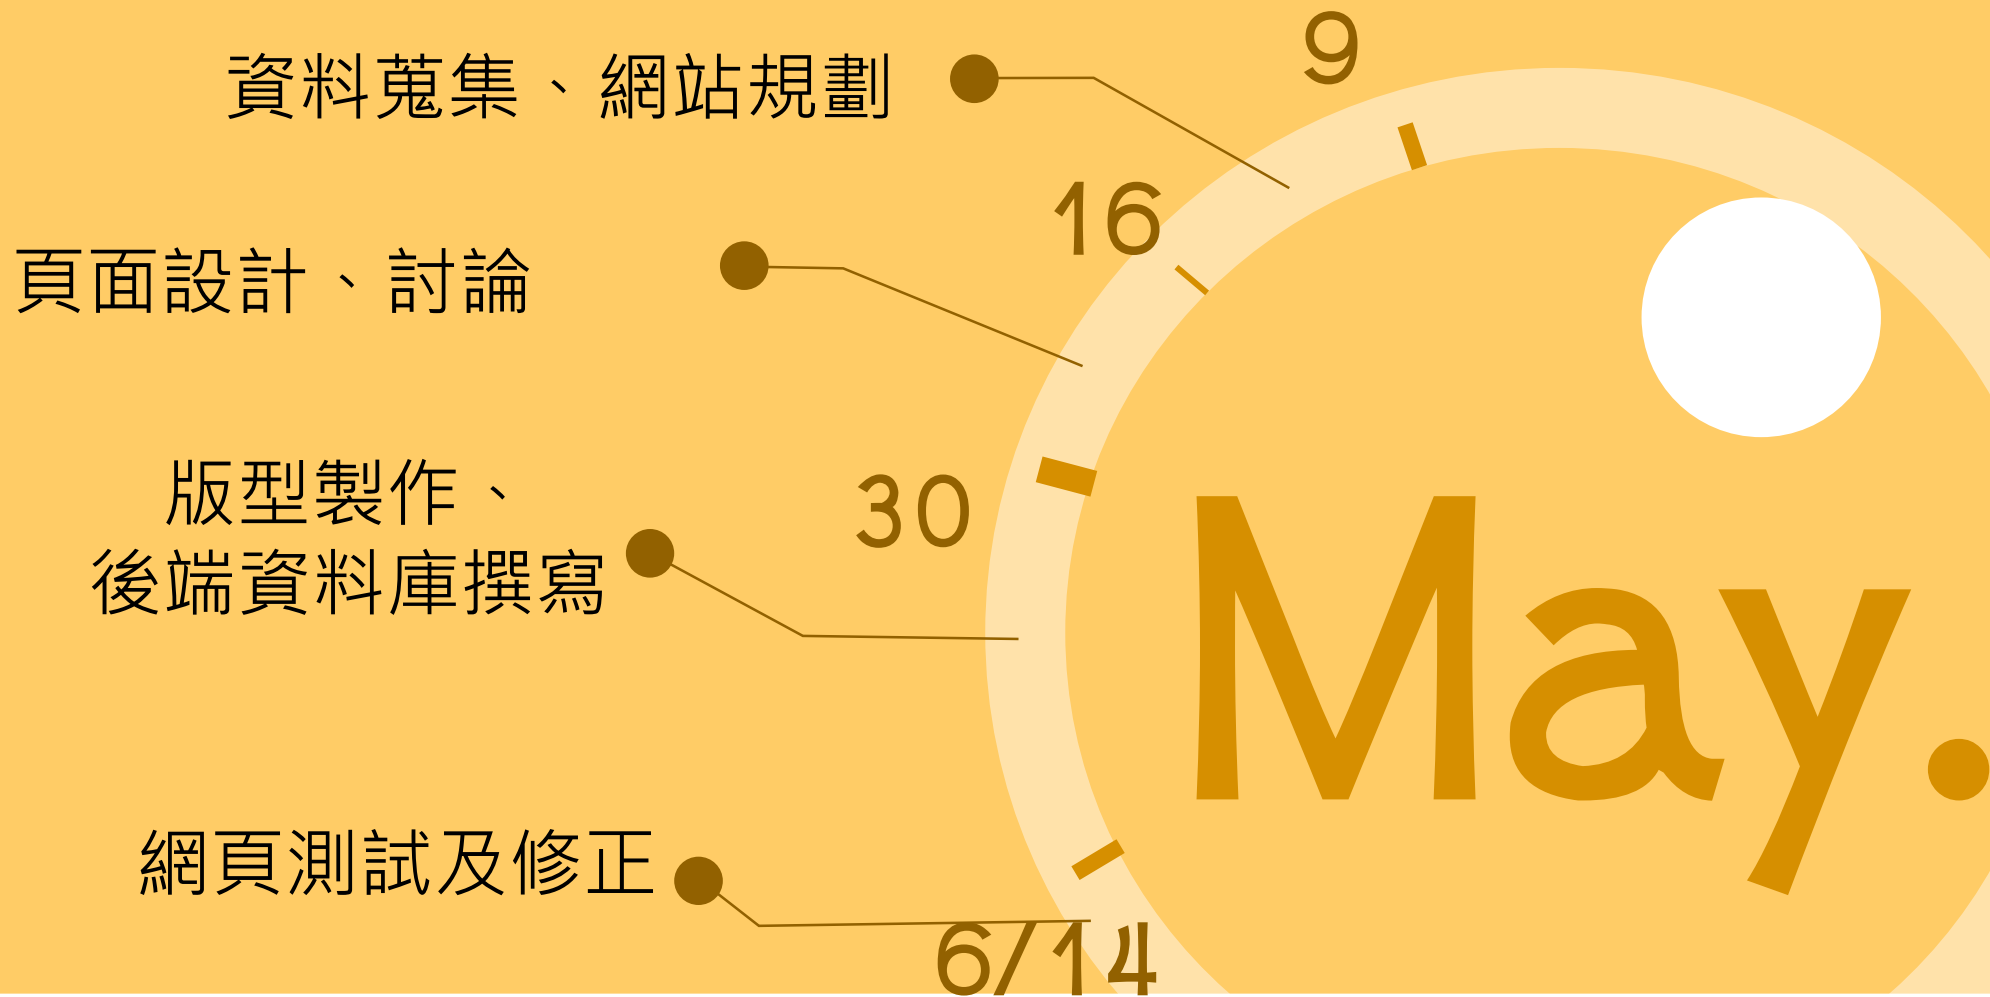 9
資料蒐集、網站規劃
16
頁面設計、討論
30
版型製作、
後端資料庫撰寫
May.
網頁測試及修正
6/14